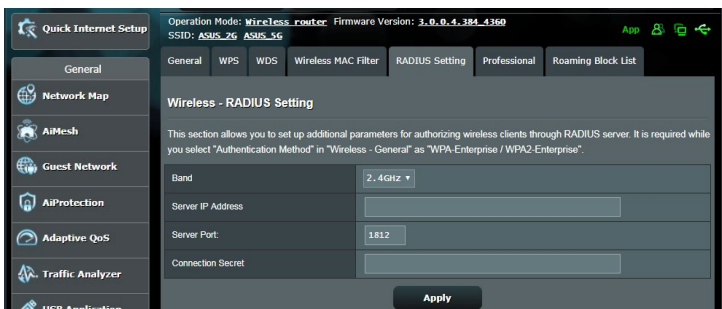 Quick Internet Setup
Operation Mode: Wireless router Firmware Version: 3.0.0.4.384_4360
SSID: ASUS_2G ASUS_5G
App
General
General WPS WDS Wireless MAC Filter RADIUS Setting Professional Roaming Block List
Network Map
AiMesh
Guest Network
AiProtection
Adaptive QoS
Traffic Analyzer
USB Application
Wireless - RADIUS Setting
This section allows you to set up additional parameters for authorizing wireless clients through RADIUS server. It is required while
you select "Authentication Method" in "Wireless - General" as "WPA-Enterprise / WPA2-Enterprise".
Band 2.4GHz
Server IP Address
Server Port: 1812
Connection Secret
Apply